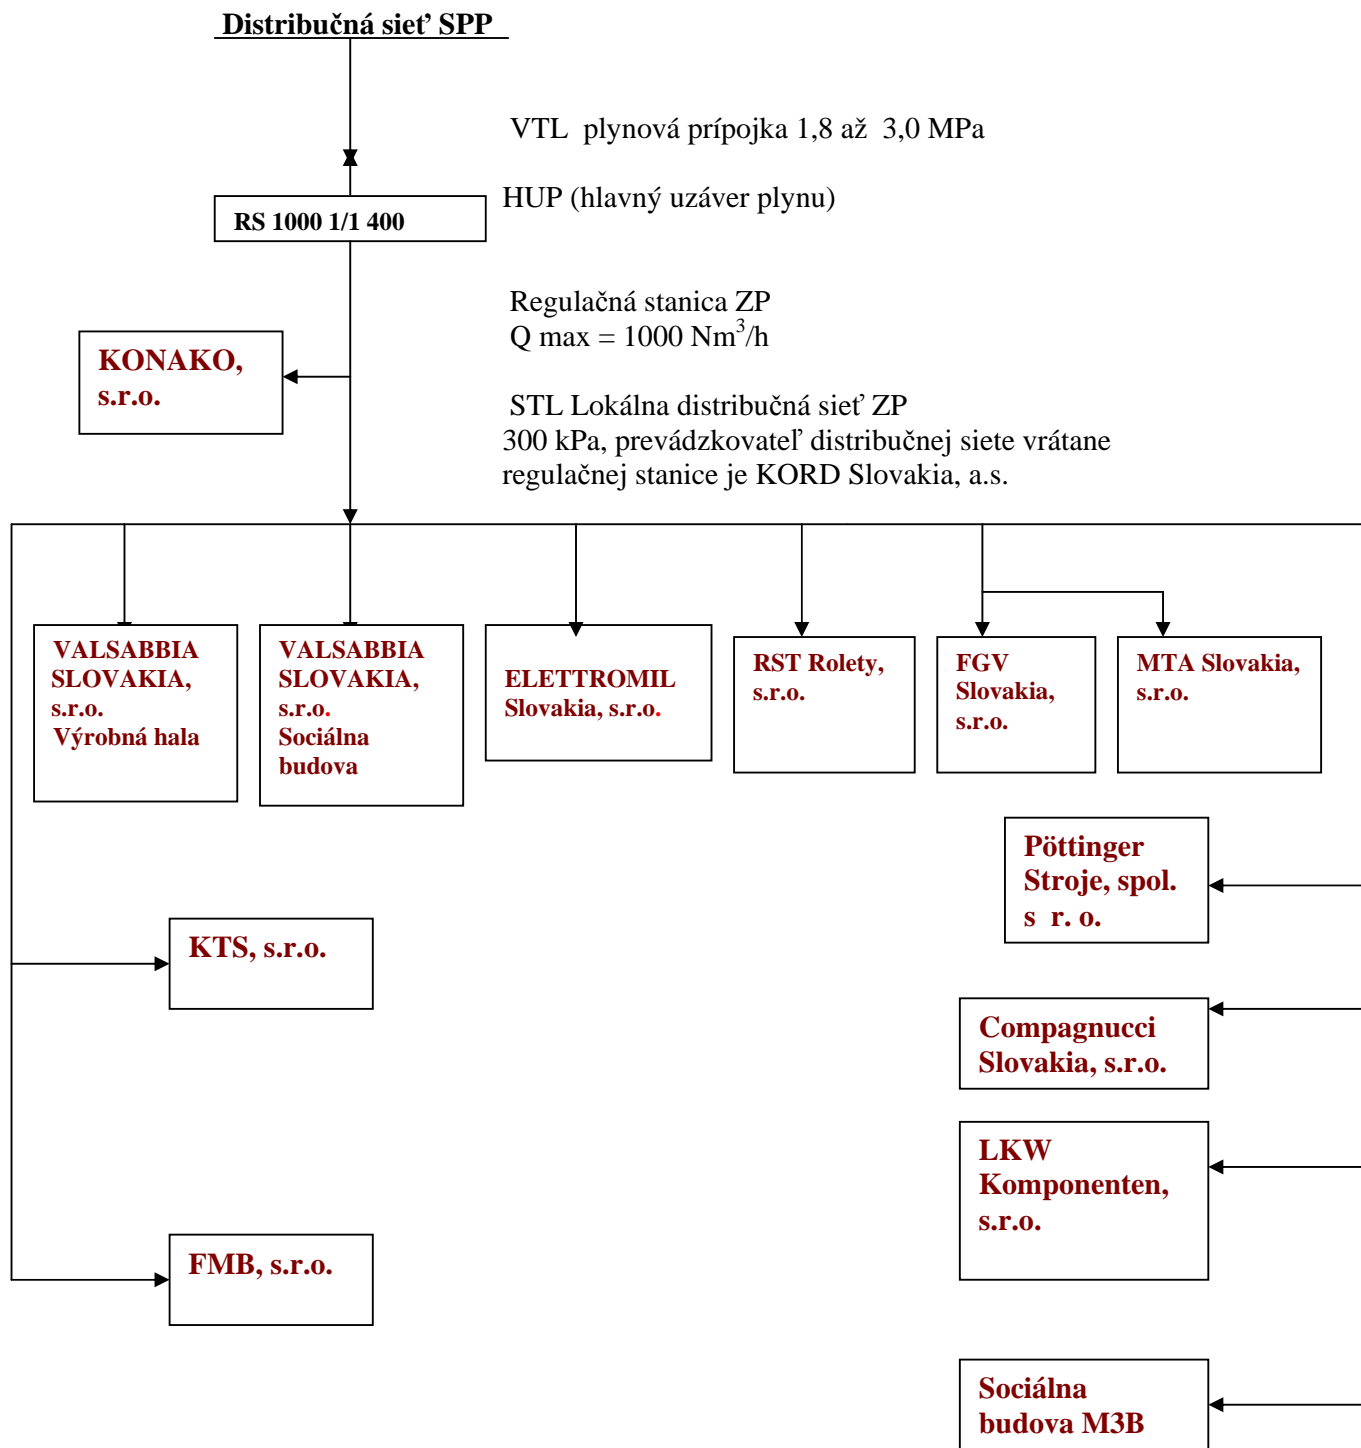 Distribučná sieť SPP
VTL plynová prípojka 1,8 až 3,0 MPa
HUP (hlavný uzáver plynu)
RS 1000 1/1 400
Regulačná stanica ZP
Q max = 1000 Nm³/h
KONAKO,
s.r.o.
STL Lokálna distribučná sieť ZP
300 kPa, prevádzkovateľ distribučnej siete vrátane
regulačnej stanice je KORD Slovakia, a.s.
VALSABBIA
SLOVAKIA,
s.r.o.
Výrobná hala
VALSABBIA
SLOVAKIA,
s.r.o.
Sociálna
budova
ELETTROMIL
Slovakia, s.r.o.
RST Rolety,
s.r.o.
FGV
Slovakia,
s.r.o.
MTA Slovakia,
s.r.o.
Pöttinger
Stroje, spol.
s r. o.
KTS, s.r.o.
Compagnucci
Slovakia, s.r.o.
LKW
Komponenten,
s.r.o.
FMB, s.r.o.
Sociálna
budova M3B